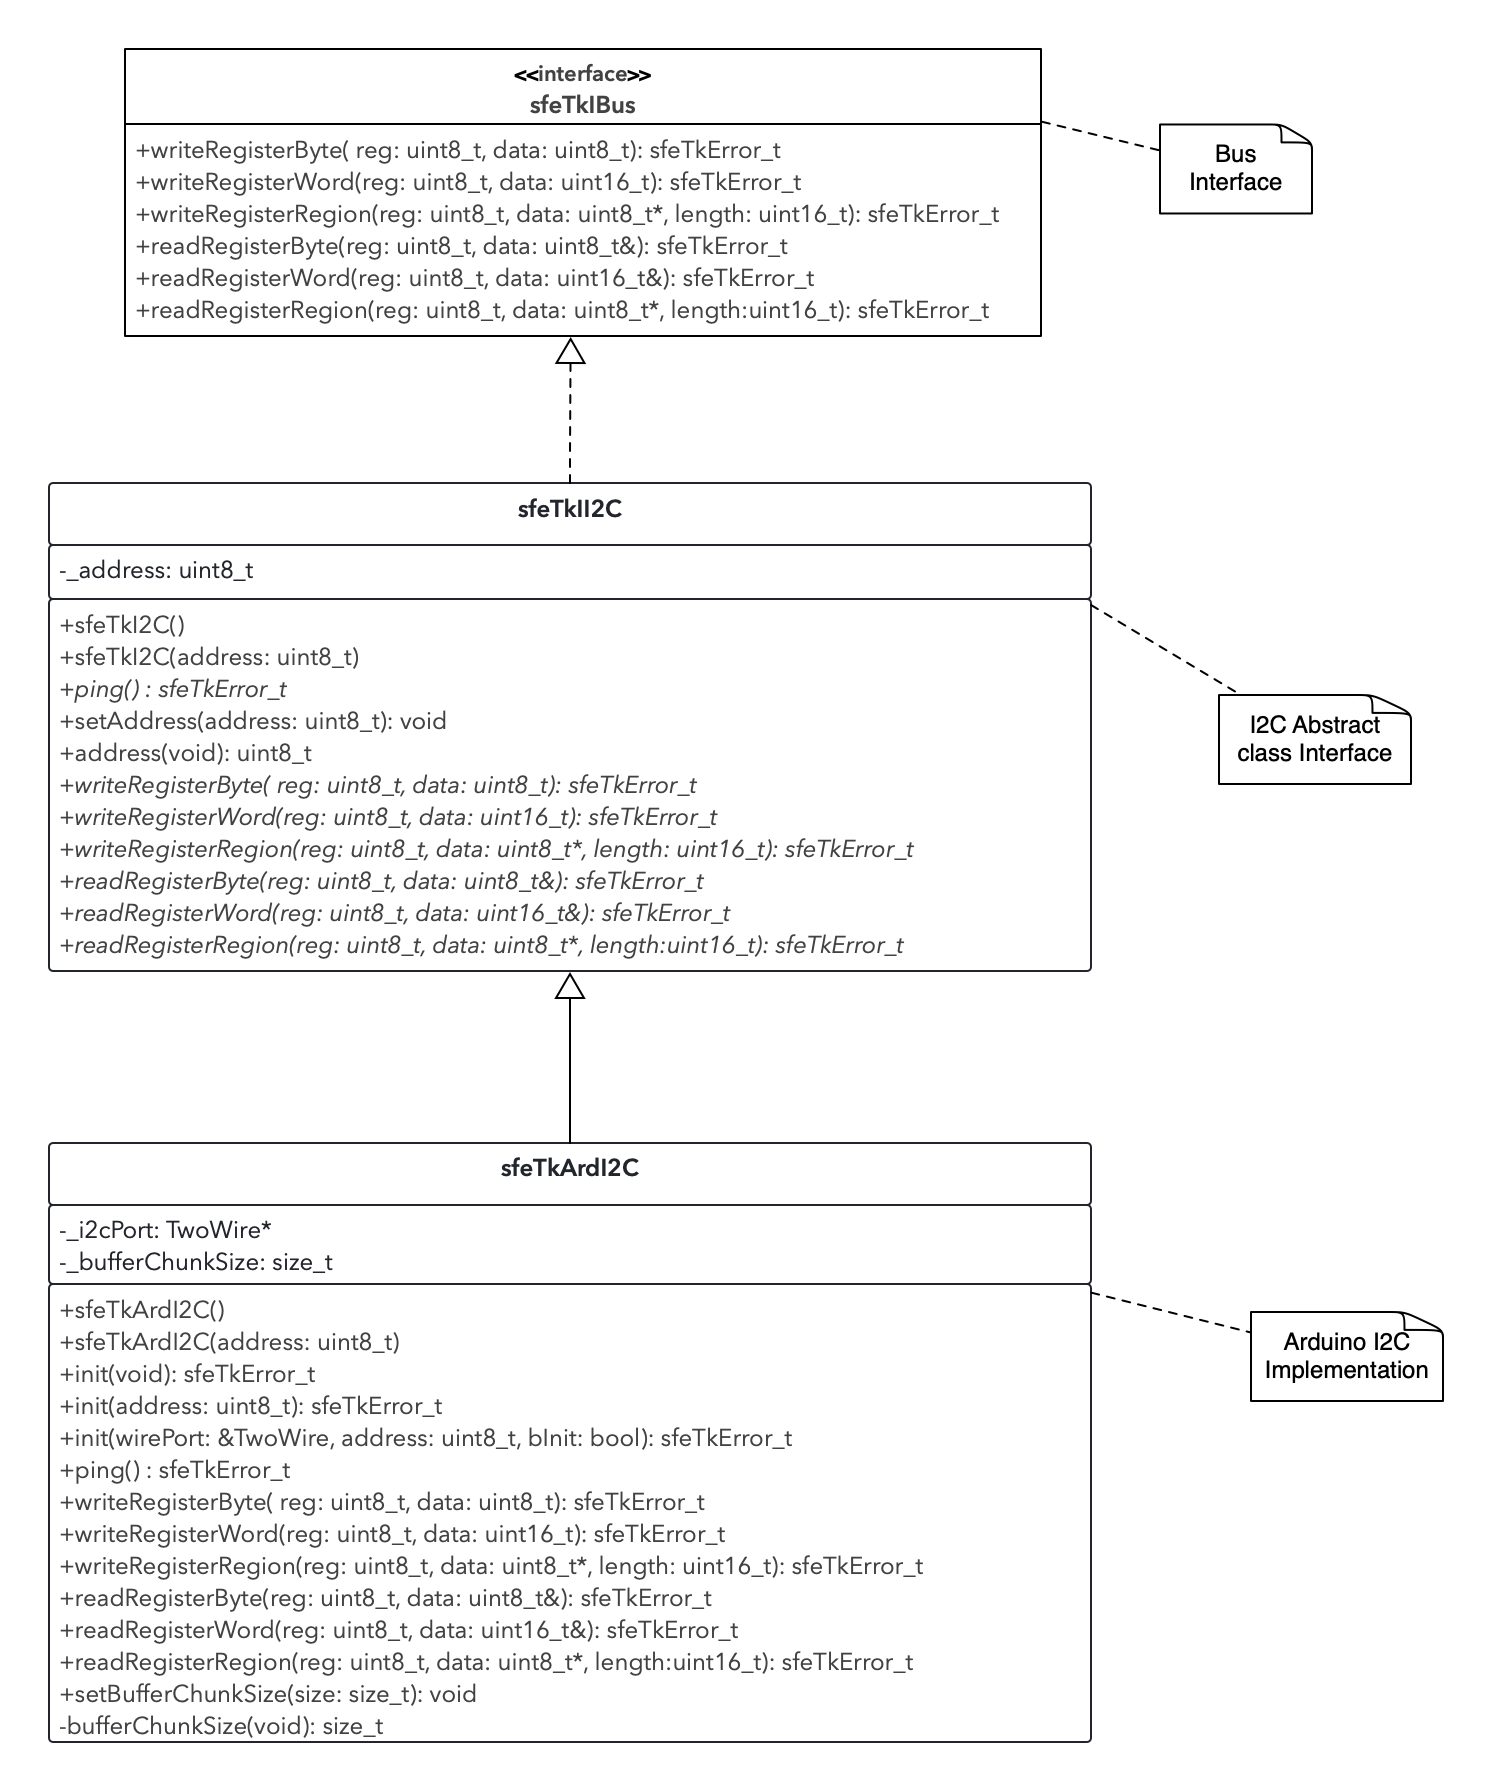 <<interface>>
sfeTkIBus
+writeRegisterByte( reg: uint8_t, data: uint8_t): sfeTkError_t
+writeRegisterWord(reg: uint8_t, data: uint16_t): sfeTkError_t
+writeRegisterRegion(reg: uint8_t, data: uint8_t*, length: uint16_t): sfeTkError_t
+readRegisterByte(reg: uint8_t, data: uint8_t&): sfeTkError_t
+readRegisterWord(reg: uint8_t, data: uint16_t&): sfeTkError_t
+readRegisterRegion(reg: uint8_t, data: uint8_t*, length:uint16_t): sfeTkError_t
Bus
Interface
sfeTkII2C
-_address: uint8_t
+sfeTkI2C()
+sfeTkI2C(address: uint8_t)
+ping() : sfeTkError_t
+setAddress(address: uint8_t): void
+address(void): uint8_t
+writeRegisterByte( reg: uint8_t, data: uint8_t): sfeTkError_t
+writeRegisterWord(reg: uint8_t, data: uint16_t): sfeTkError_t
+writeRegisterRegion(reg: uint8_t, data: uint8_t*, length: uint16_t): sfeTkError_t
+readRegisterByte(reg: uint8_t, data: uint8_t&): sfeTkError_t
+readRegisterWord(reg: uint8_t, data: uint16_t&): sfeTkError_t
+readRegisterRegion(reg: uint8_t, data: uint8_t*, length:uint16_t): sfeTkError_t
I2C Abstract
class Interface
sfeTkArdI2C
-_i2cPort: TwoWire*
-_bufferChunkSize: size_t
+sfeTkArdI2C()
+sfeTkArdI2C(address: uint8_t)
+init(void): sfeTkError_t
+init(address: uint8_t): sfeTkError_t
+init(wirePort: &TwoWire, address: uint8_t, bInit: bool): sfeTkError_t
+ping() : sfeTkError_t
+writeRegisterByte( reg: uint8_t, data: uint8_t): sfeTkError_t
+writeRegisterWord(reg: uint8_t, data: uint16_t): sfeTkError_t
+writeRegisterRegion(reg: uint8_t, data: uint8_t*, length: uint16_t): sfeTkError_t
+readRegisterByte(reg: uint8_t, data: uint8_t&): sfeTkError_t
+readRegisterWord(reg: uint8_t, data: uint16_t&): sfeTkError_t
+readRegisterRegion(reg: uint8_t, data: uint8_t*, length:uint16_t): sfeTkError_t
+setBufferChunkSize(size: size_t): void
-bufferChunkSize(void): size_t
Arduino I2C
Implementation